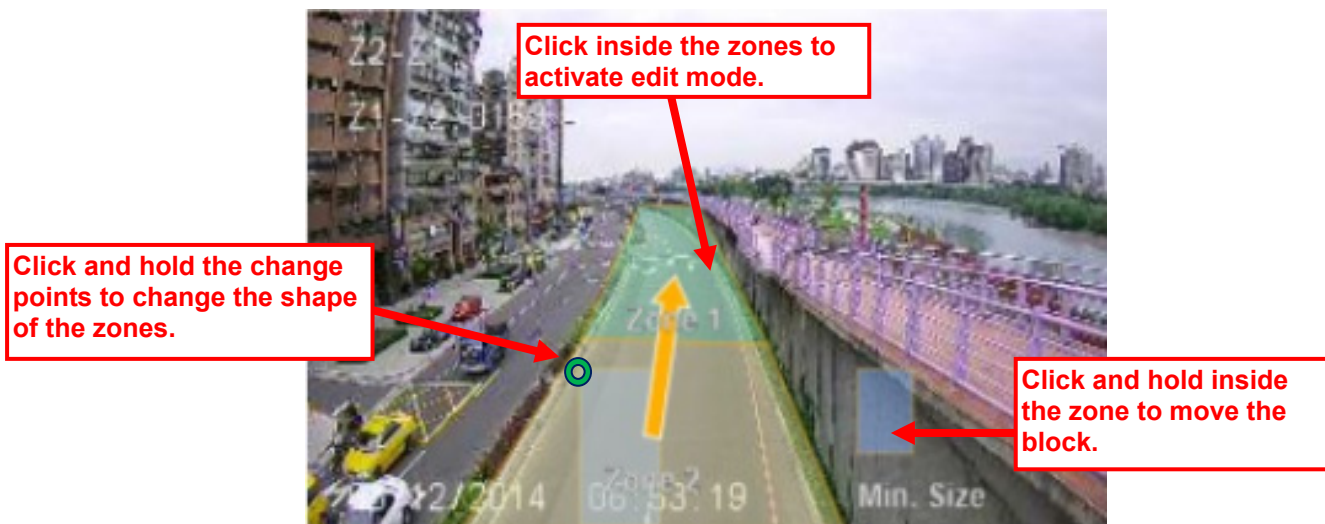 Click inside the zones to
activate edit mode.
Click and hold the change
points to change the shape
of the zones.
Zone 1
Click and hold inside
the zone to move the
block.
Zone 2
/2014 06:53:19
Min. Size